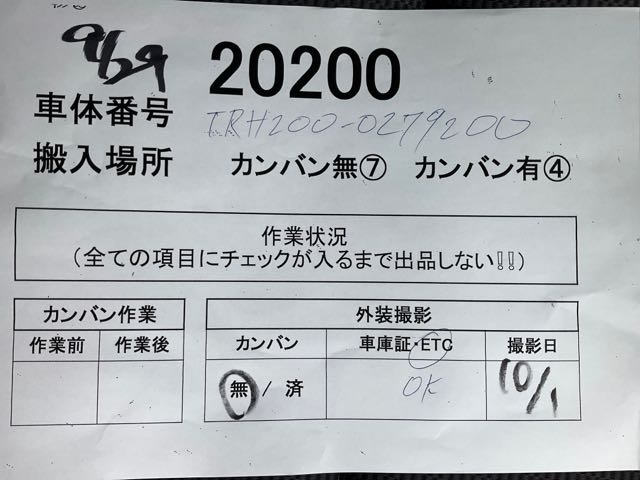 9/29 20200
車体番号 TRH200-0279200
搬入場所 カンバン無⑦ カンバン有④
作業状況
(全ての項目にチェックが入るまで出品しない!!)
カンバン作業 外装撮影
作業前 作業後 カンバン 車庫証・ETC 撮影日
無 / 済 OK 10/1